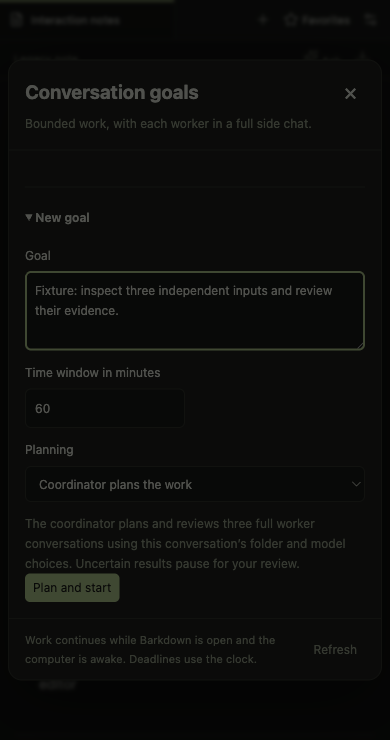 Interaction notes
Favorites
Conversation goals
Bounded work, with each worker in a full side chat.
New goal
Goal
Fixture: inspect three independent inputs and review
their evidence.
Time window in minutes
60
Planning
Coordinator plans the work
The coordinator plans and reviews three full worker
conversations using this conversation's folder and model
choices. Uncertain results pause for your review.
Plan and start
Work continues while Barkdown is open and the
computer is awake. Deadlines use the clock.
Refresh
editor